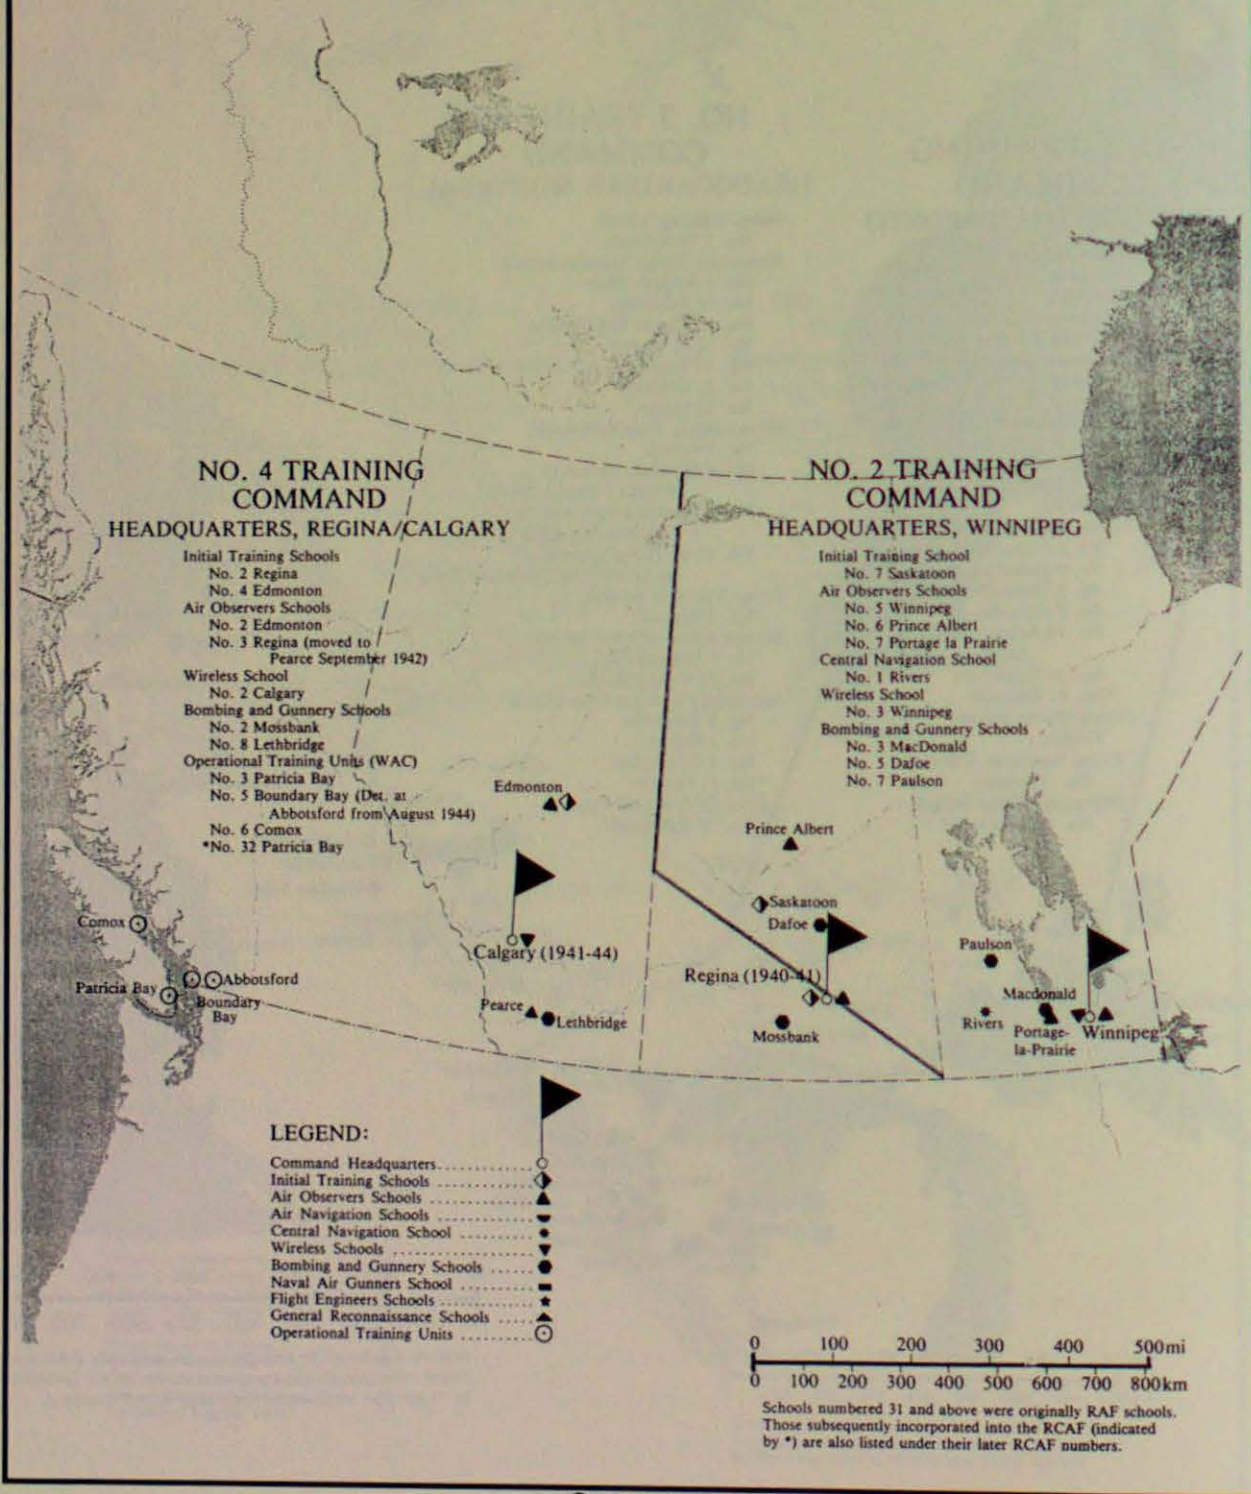 NO. 4 TRAINING
COMMAND
HEADQUARTERS, REGINA/CALGARY
Initial Training Schools
No. 2 Regina
No. 4 Edmonton
Air Observers Schools
No. 2 Edmonton
No. 3 Regina (moved to
Pearce September 1942)
Wireless School
No. 2 Calgary
Bombing and Gunnery Schools
No. 2 Mossbank
No. 8 Lethbridge
Operational Training Units (WAC)
No. 3 Patricia Bay
No. 5 Boundary Bay (Det. at
Abbotsford from August 1944)
No. 6 Comox
*No. 32 Patricia Bay
NO. 2 TRAINING
COMMAND
HEADQUARTERS, WINNIPEG
Initial Training School
No. 7 Saskatoon
Air Observers Schools
No. 5 Winnipeg
No. 6 Prince Albert
No. 7 Portage la Prairie
Central Navigation School
No. 1 Rivers
Wireless School
No. 3 Winnipeg
Bombing and Gunnery Schools
No. 3 MacDonald
No. 5 Dafoe
No. 7 Paulson
Edmonton
Prince Albert
Saskatoon
Dafoe
Comox
Calgary (1941-44)
Paulson
Abbotsford
Patricia Bay
Regina (1940-41)
Boundary
Bay
Macdonald
Pearce
Lethbridge
Rivers
Mossbank
Portage-
la-Prairie
Winnipeg
LEGEND:
Command Headquarters
Initial Training Schools
Air Observers Schools
Air Navigation Schools
Central Navigation School
Wireless Schools
Bombing and Gunnery Schools
Naval Air Gunners School
Flight Engineers Schools
General Reconnaissance Schools
Operational Training Units
0 100 200 300 400 500mi
0 100 200 300 400 500 600 700 800km
Schools numbered 31 and above were originally RAF schools.
Those subsequently incorporated into the RCAF (indicated
by *) are also listed under their later RCAF numbers.